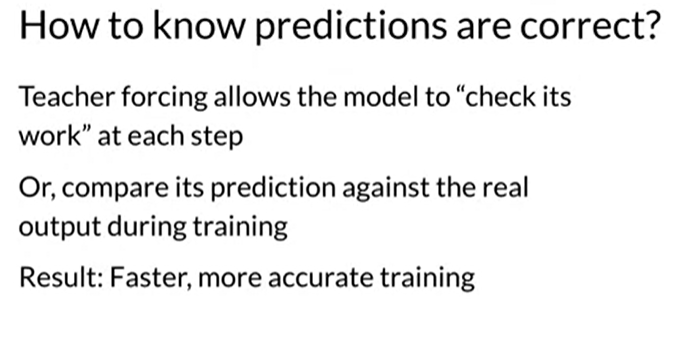 How to know predictions are correct?
Teacher forcing allows the model to “check its
work” at each step
Or, compare its prediction against the real
output during training
Result: Faster, more accurate training